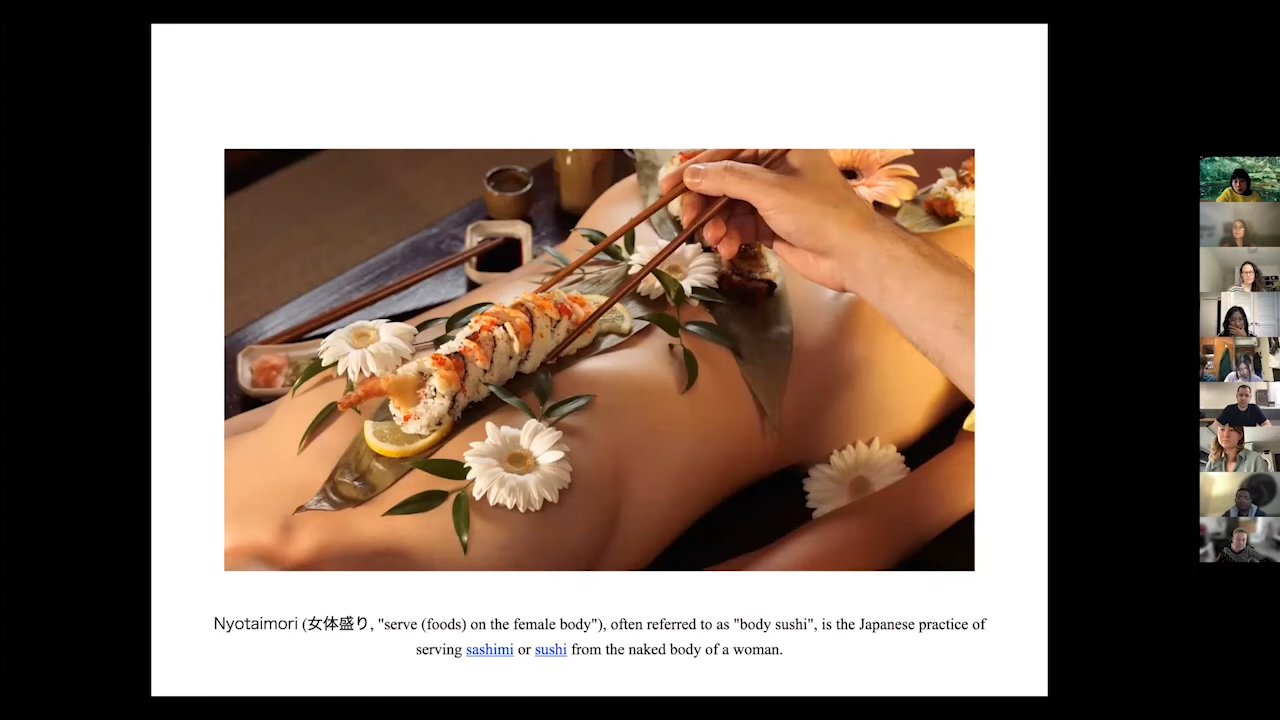 Nyotaimori (女体盛り, "serve (foods) on the female body"), often referred to as "body sushi", is the Japanese practice of
serving sashimi or sushi from the naked body of a woman.